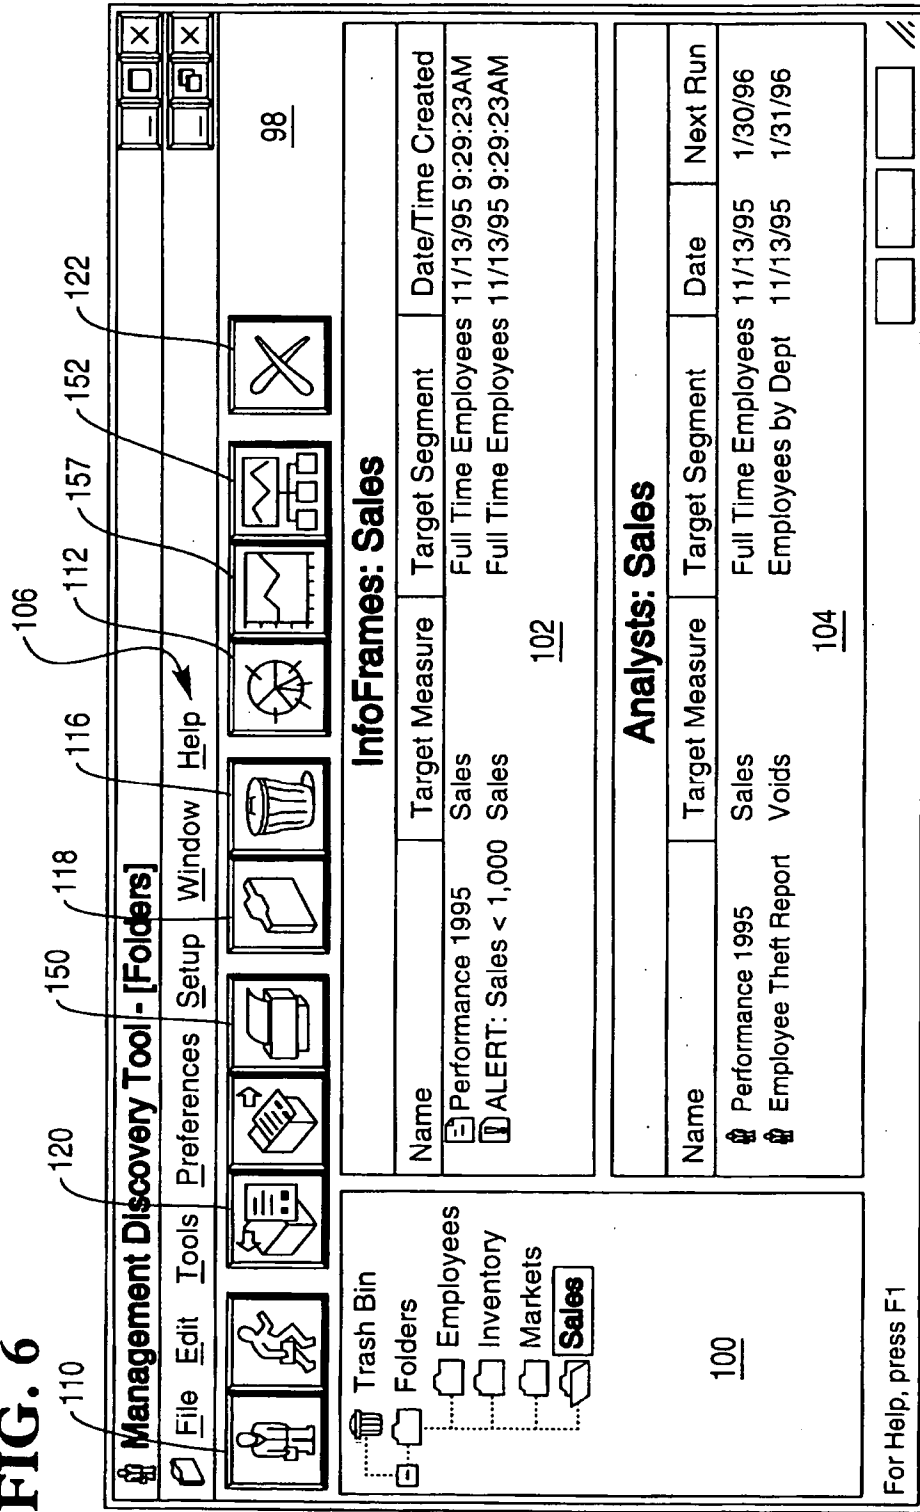 FIG. 6
106
110 120 150 118 116 112 157 152 122
Management Discovery Tool - [Folders]
File Edit Tools Preferences Setup Window Help
98
Trash Bin
Folders
Employees
Inventory
Markets
Sales
100
InfoFrames: Sales
Name Target Measure Target Segment Date/Time Created
Performance 1995 Sales Full Time Employees 11/13/95 9:29:23AM
ALERT: Sales < 1,000 Sales Full Time Employees 11/13/95 9:29:23AM
102
Analysts: Sales
Name Target Measure Target Segment Date Next Run
Performance 1995 Sales Full Time Employees 11/13/95 1/30/96
Employee Theft Report Voids Employees by Dept 11/13/95 1/31/96
104
For Help, press F1